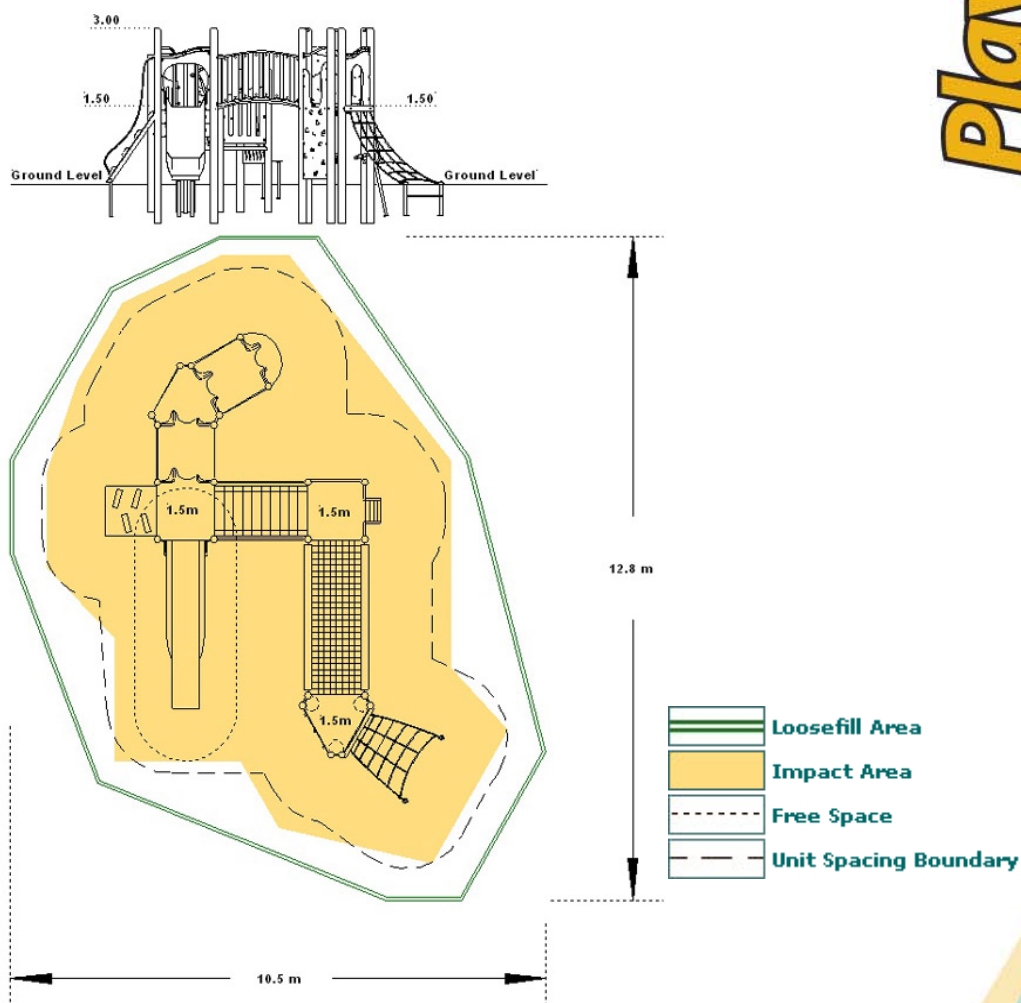 3.00
1.50
1.50
Ground Level
Ground Level
1.5m
1.5m
1.5m
12.8 m
10.5 m
Loosefill Area
Impact Area
Free Space
Unit Spacing Boundary